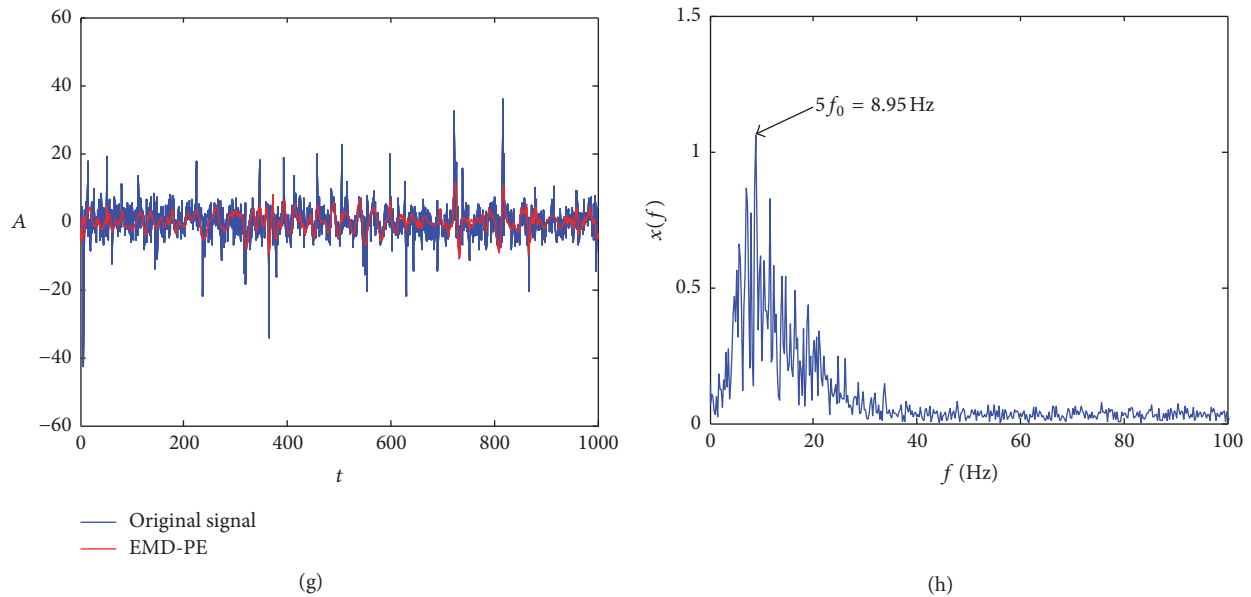 60
40
20
0
−20
−40
−60
A
0
200
400
600
800
1000
t
Original signal
EMD-PE
(g)
1.5
1
0.5
0
x(f)
5f₀ = 8.95 Hz
0
20
40
60
80
100
f (Hz)
(h)